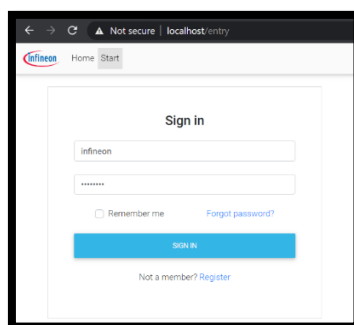 Not secure | localhost/entry
infineon Home Start
Sign in
infineon
••••••••
Remember me Forgot password?
SIGN IN
Not a member? Register